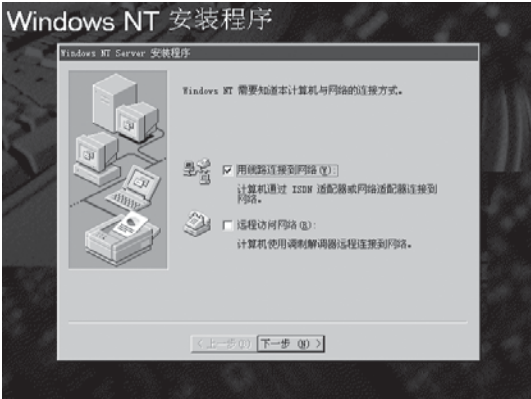 Windows NT 安装程序
Windows NT Server 安装程序
Windows NT 需要知道本计算机与网络的连接方式。
用线路连接到网络(W):
计算机通过 ISDN 适配器或网络适配器连接到
网络。
远程访问网络(R):
计算机使用调制解调器远程连接到网络。
< 上一步(B) 下一步(N) >